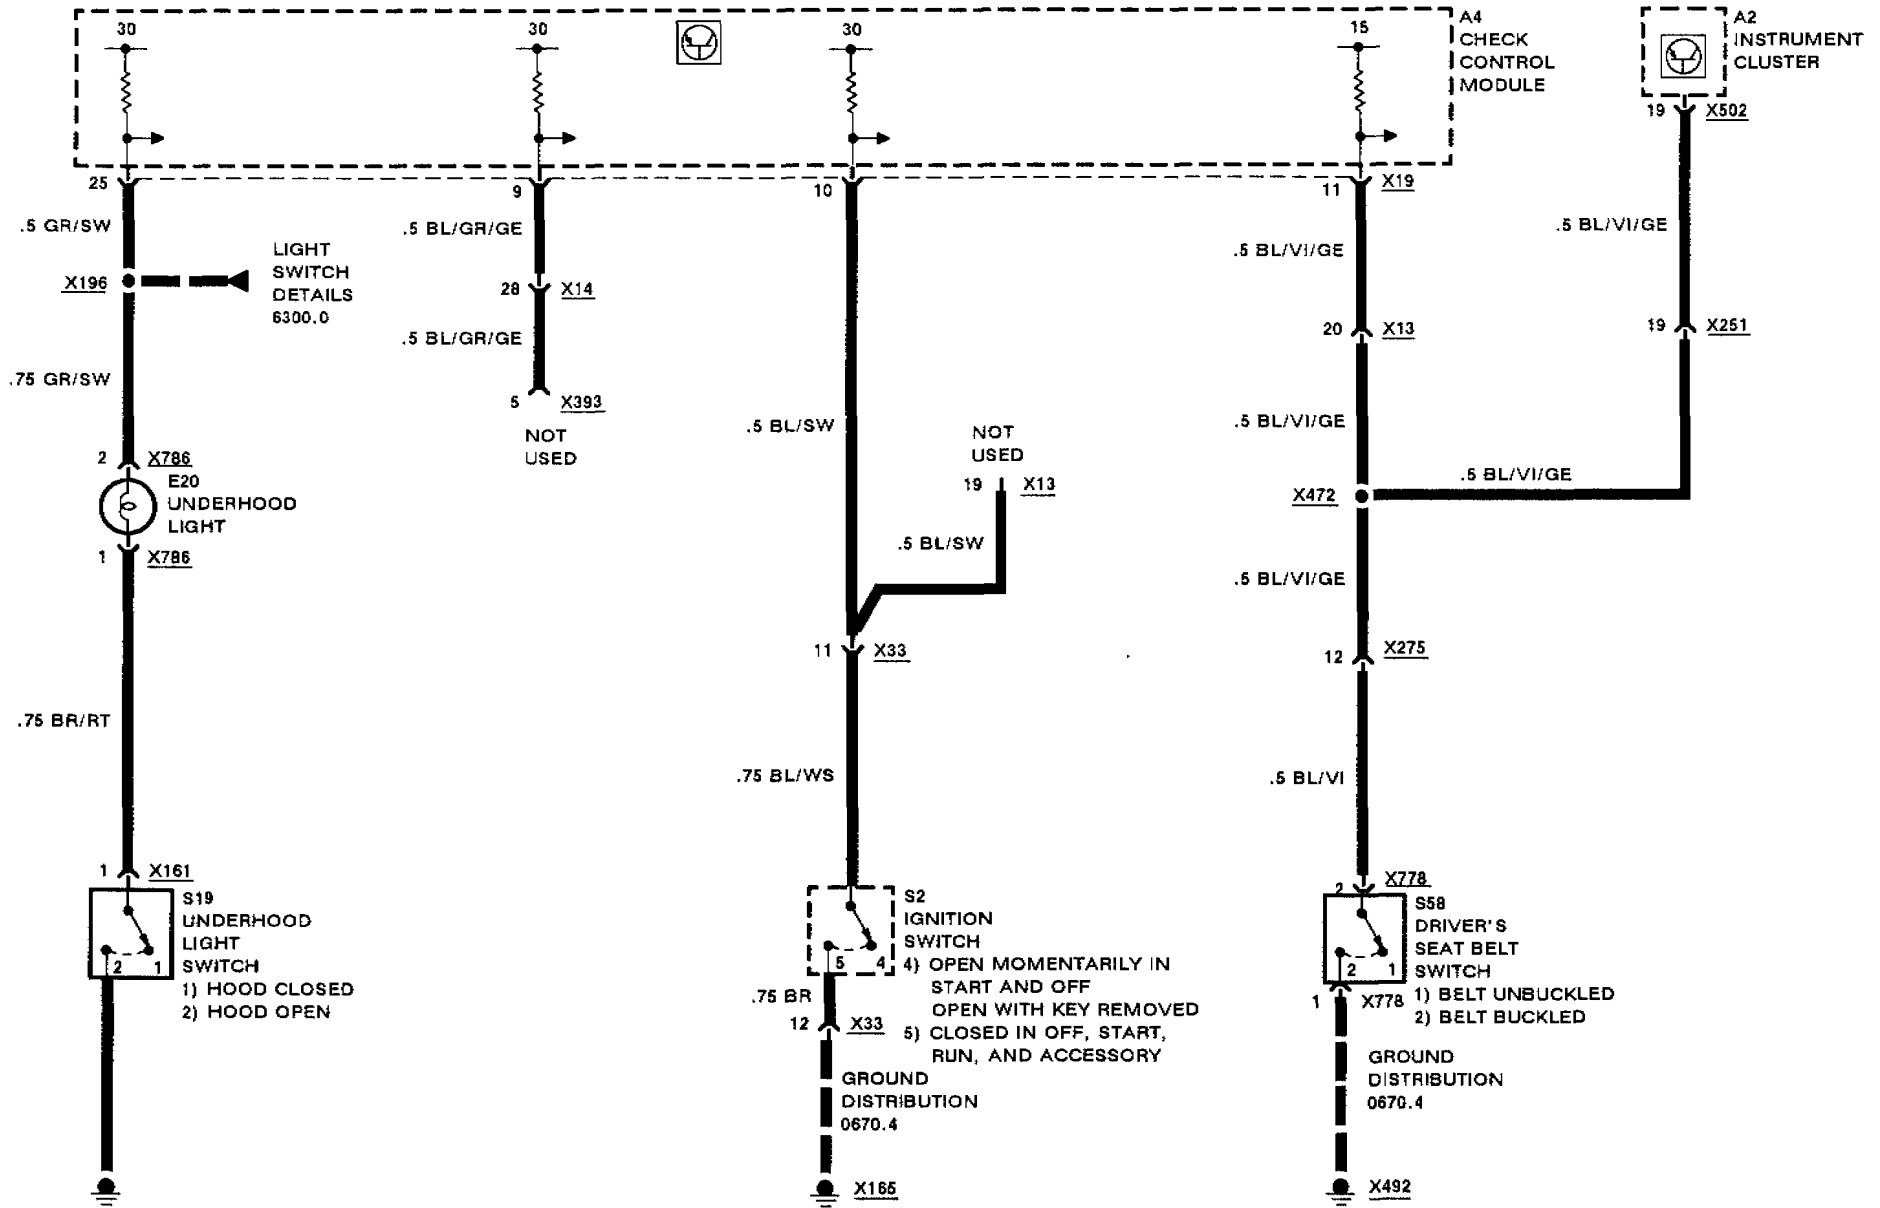 30
30
30
15
A4
CHECK
CONTROL
MODULE
A2
INSTRUMENT
CLUSTER
19 X502
25
9
10
11 X19
.5 GR/SW
.5 BL/GR/GE
.5 BL/VI/GE
.5 BL/VI/GE
LIGHT
SWITCH
DETAILS
6300.0
X196
28 X14
20 X13
19 X251
.5 BL/GR/GE
.75 GR/SW
5 X393
NOT
USED
.5 BL/SW
NOT
USED
19 X13
.5 BL/VI/GE
.5 BL/VI/GE
X472
2 X786
E20
UNDERHOOD
LIGHT
1 X786
.5 BL/SW
.5 BL/VI/GE
11 X33
12 X275
.75 BR/RT
.75 BL/WS
.5 BL/VI
1 X161
S19
UNDERHOOD
LIGHT
SWITCH
1) HOOD CLOSED
2) HOOD OPEN
2 1
S2
IGNITION
SWITCH
4) OPEN MOMENTARILY IN
START AND OFF
OPEN WITH KEY REMOVED
5) CLOSED IN OFF, START,
RUN, AND ACCESSORY
5 4
.75 BR
12 X33
GROUND
DISTRIBUTION
0670.4
X165
2 X778
S58
DRIVER'S
SEAT BELT
SWITCH
1) BELT UNBUCKLED
2) BELT BUCKLED
2 1
1 X778
GROUND
DISTRIBUTION
0670.4
X492